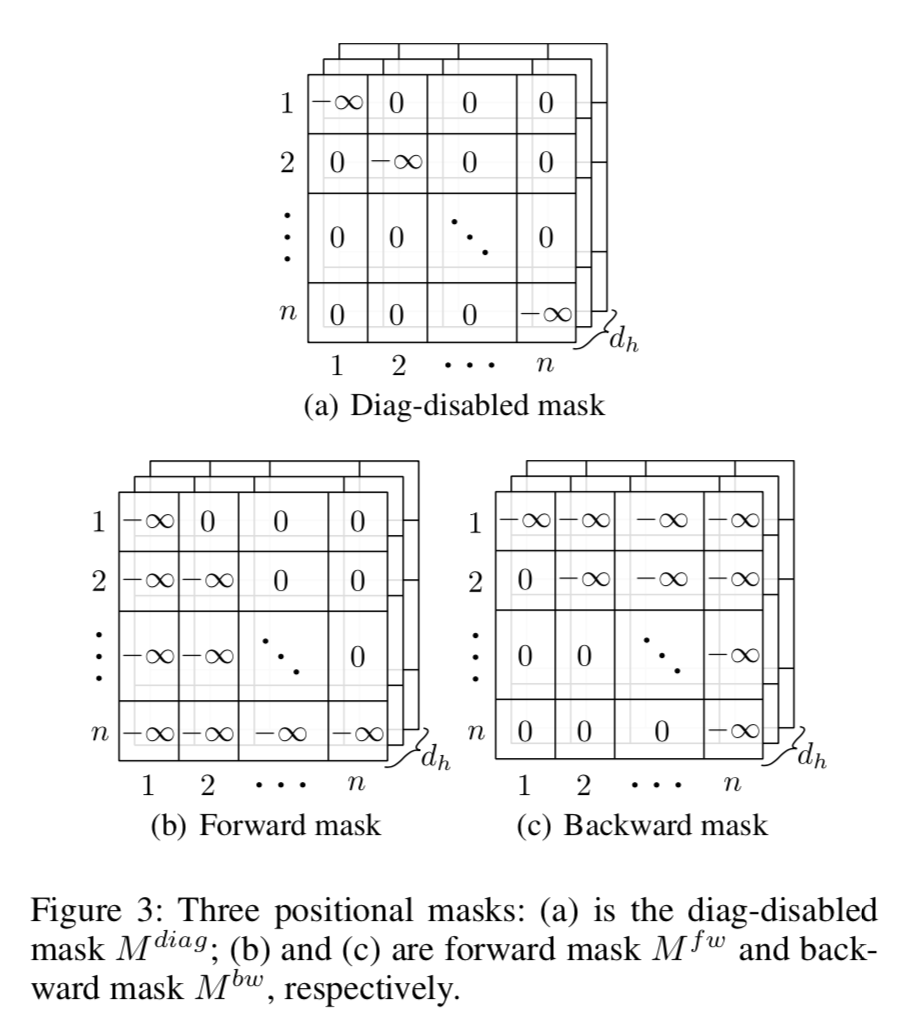 1 −∞ 0 0 0
2 0 −∞ 0 0
⋮ 0 0 ⋱ 0
n 0 0 0 −∞
d_h
1 2 ⋯ n
(a) Diag-disabled mask
1 −∞ 0 0 0
2 −∞ −∞ 0 0
⋮ −∞ −∞ ⋱ 0
n −∞ −∞ −∞ −∞
d_h
1 2 ⋯ n
(b) Forward mask
1 −∞ −∞ −∞ −∞
2 0 −∞ −∞ −∞
⋮ 0 0 ⋱ −∞
n 0 0 0 −∞
d_h
1 2 ⋯ n
(c) Backward mask
Figure 3: Three positional masks: (a) is the diag-disabled
mask M^{diag}; (b) and (c) are forward mask M^{fw} and back-
ward mask M^{bw}, respectively.